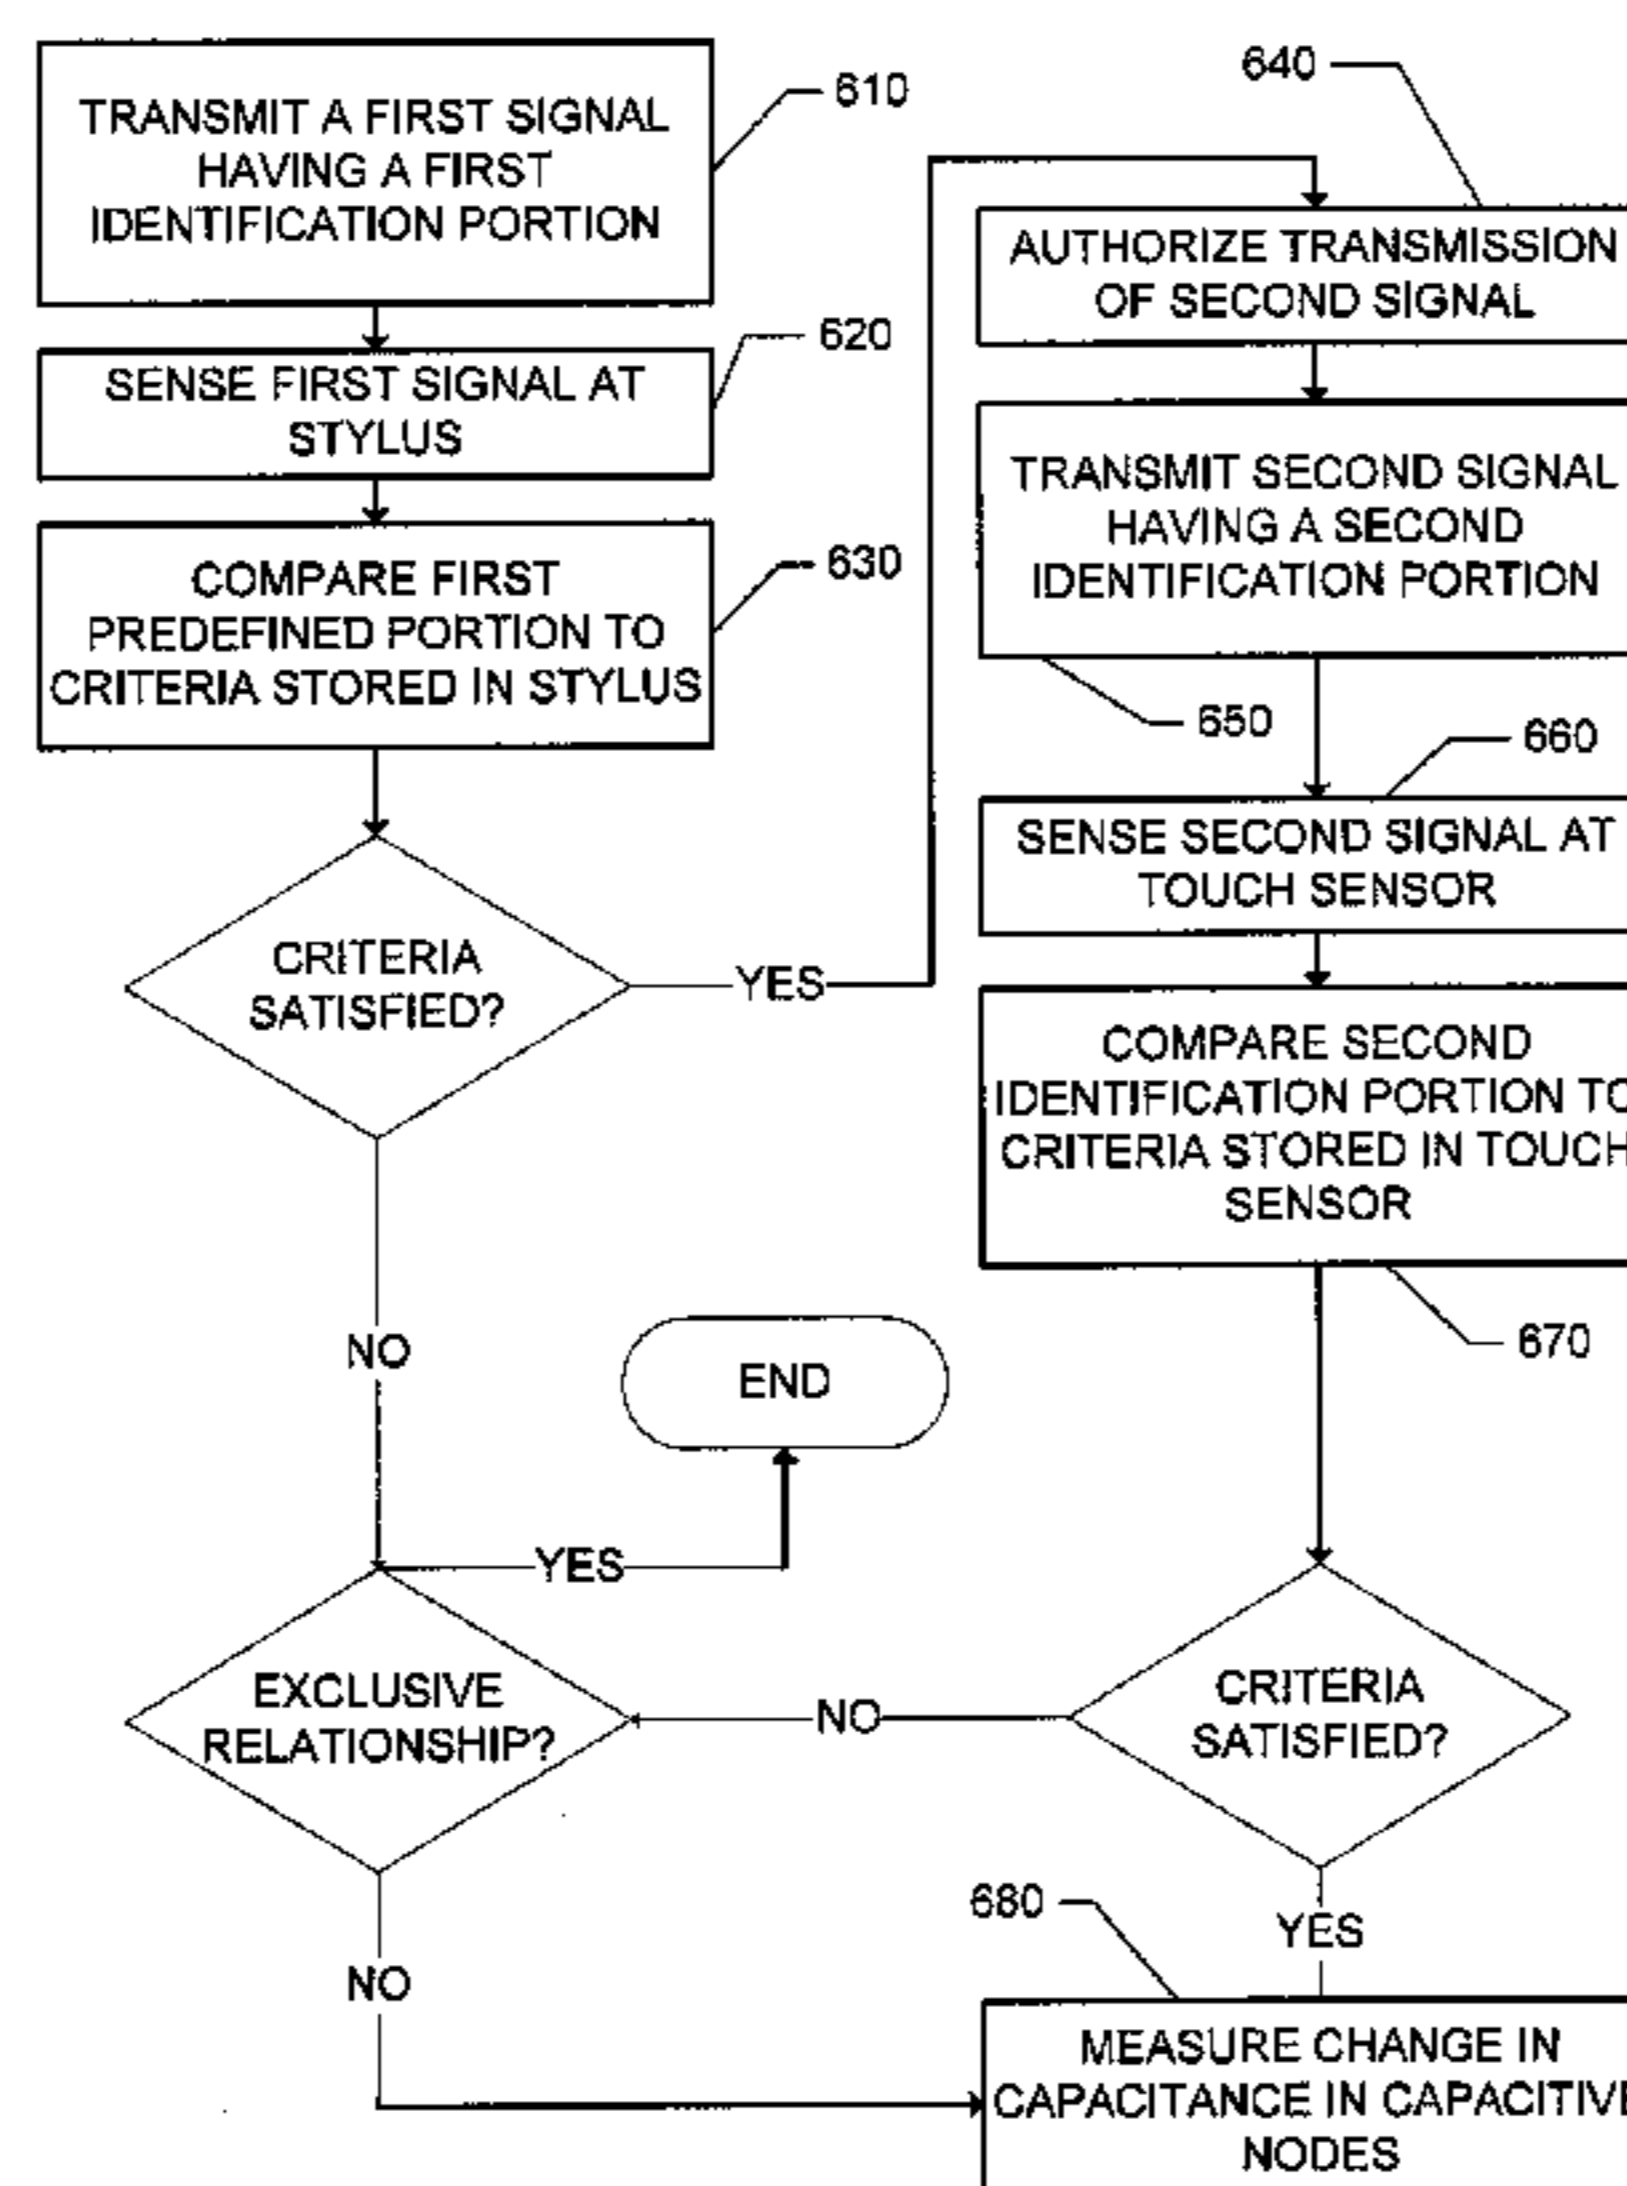 TRANSMIT A FIRST SIGNAL
HAVING A FIRST
IDENTIFICATION PORTION
610
SENSE FIRST SIGNAL AT
STYLUS
620
COMPARE FIRST
PREDEFINED PORTION TO
CRITERIA STORED IN STYLUS
630
CRITERIA
SATISFIED?
YES
NO
640
AUTHORIZE TRANSMISSION
OF SECOND SIGNAL
TRANSMIT SECOND SIGNAL
HAVING A SECOND
IDENTIFICATION PORTION
650
660
SENSE SECOND SIGNAL AT
TOUCH SENSOR
COMPARE SECOND
IDENTIFICATION PORTION TO
CRITERIA STORED IN TOUCH
SENSOR
670
END
YES
EXCLUSIVE
RELATIONSHIP?
NO
CRITERIA
SATISFIED?
NO
YES
680
MEASURE CHANGE IN
CAPACITANCE IN CAPACITIVE
NODES